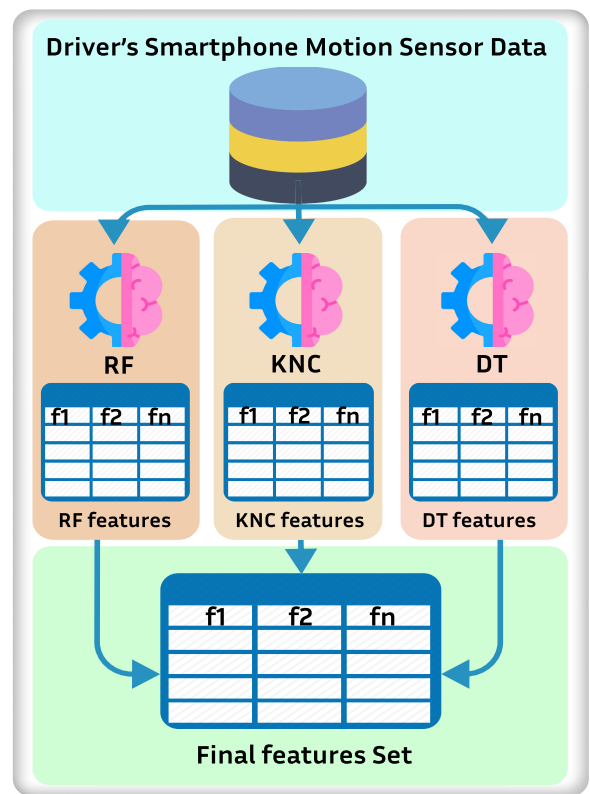 Driver's Smartphone Motion Sensor Data
RF
KNC
DT
f1 f2 fn
f1 f2 fn
f1 f2 fn
RF features
KNC features
DT features
f1 f2 fn
Final features Set